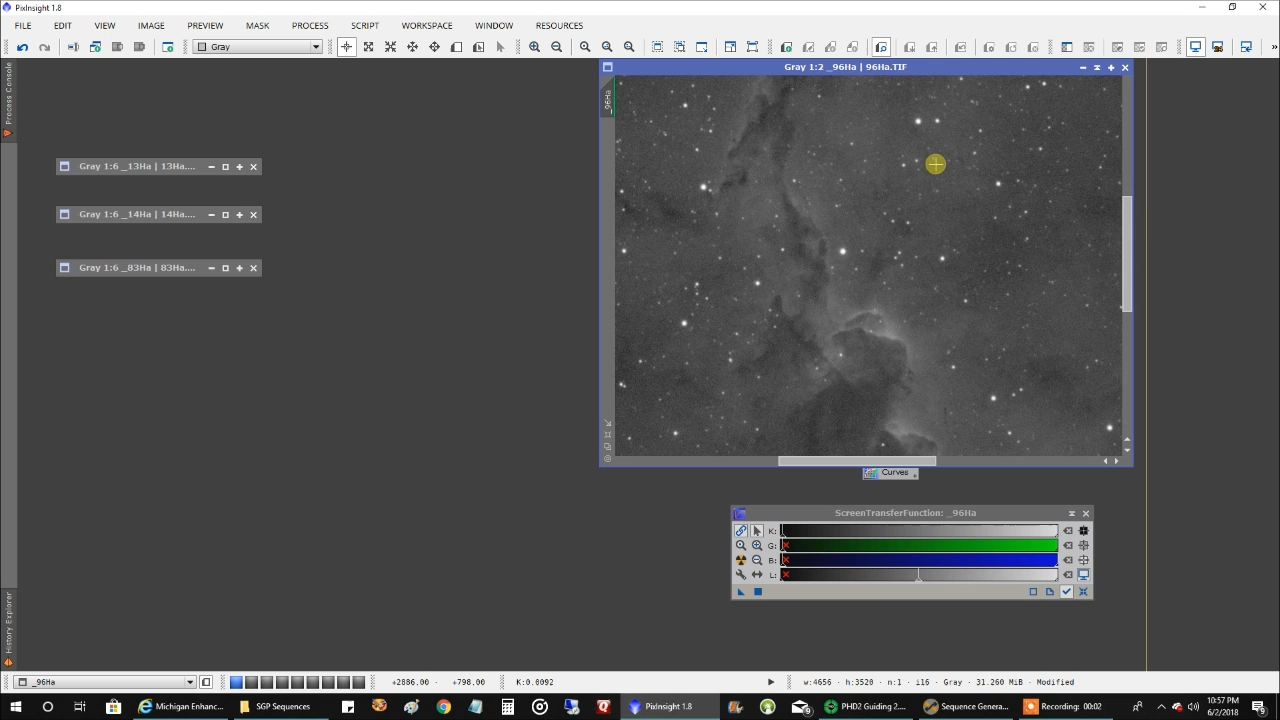 PixInsight 1.8
FILE EDIT VIEW IMAGE PREVIEW MASK PROCESS SCRIPT WORKSPACE WINDOW RESOURCES
Gray
Process Console
Gray 1:2 _96Ha | 96Ha.TIF
_96Ha
Gray 1:6 _13Ha | 13Ha....
Gray 1:6 _14Ha | 14Ha....
Gray 1:6 _83Ha | 83Ha....
Curves
ScreenTransferFunction: _96Ha
K:
G:
B:
L:
History Explorer
_96Ha
+2086.00 · +798.00 · K:0.0092
w:4656 · h:3520 · n:1 · i16 · Gray · 31.260 MiB · Modified
Michigan Enhanc...
SGP Sequences
PixInsight 1.8
PHD2 Guiding 2....
Sequence Genera...
Recording: 00:02
10:57 PM
6/2/2018